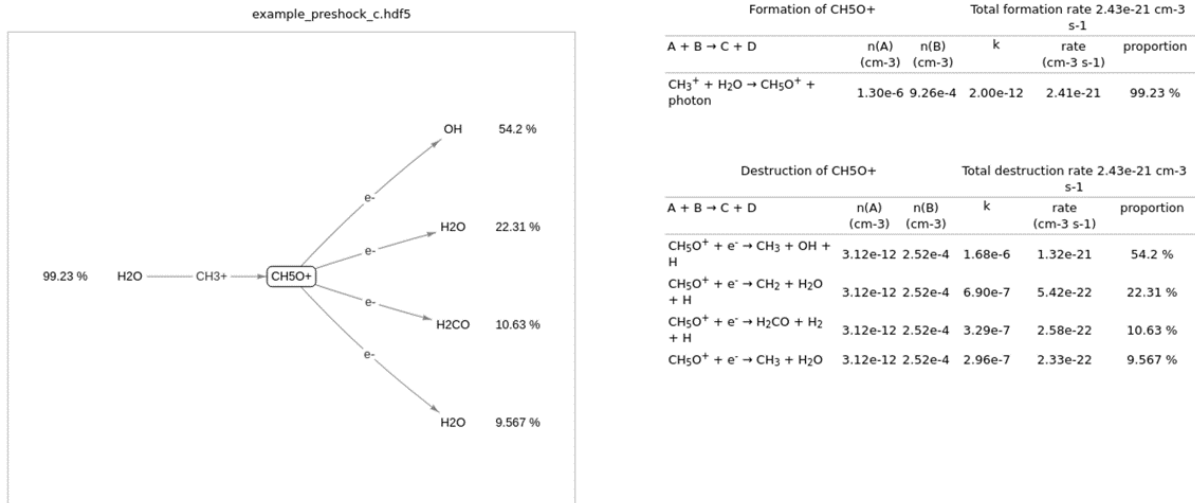 example_preshock_c.hdf5
OH 54.2 %
e-
H2O 22.31 %
e-
99.23 % H2O CH3+ CH5O+
e-
H2CO 10.63 %
e-
H2O 9.567 %
Formation of CH5O+ Total formation rate 2.43e-21 cm-3
s-1
A + B → C + D n(A) n(B) k rate proportion
(cm-3) (cm-3) (cm-3 s-1)
CH₃⁺ + H₂O → CH₅O⁺ +
photon 1.30e-6 9.26e-4 2.00e-12 2.41e-21 99.23 %
Destruction of CH5O+ Total destruction rate 2.43e-21 cm-3
s-1
A + B → C + D n(A) n(B) k rate proportion
(cm-3) (cm-3) (cm-3 s-1)
CH₅O⁺ + e⁻ → CH₃ + OH +
H 3.12e-12 2.52e-4 1.68e-6 1.32e-21 54.2 %
CH₅O⁺ + e⁻ → CH₂ + H₂O
+ H 3.12e-12 2.52e-4 6.90e-7 5.42e-22 22.31 %
CH₅O⁺ + e⁻ → H₂CO + H₂
+ H 3.12e-12 2.52e-4 3.29e-7 2.58e-22 10.63 %
CH₅O⁺ + e⁻ → CH₃ + H₂O 3.12e-12 2.52e-4 2.96e-7 2.33e-22 9.567 %